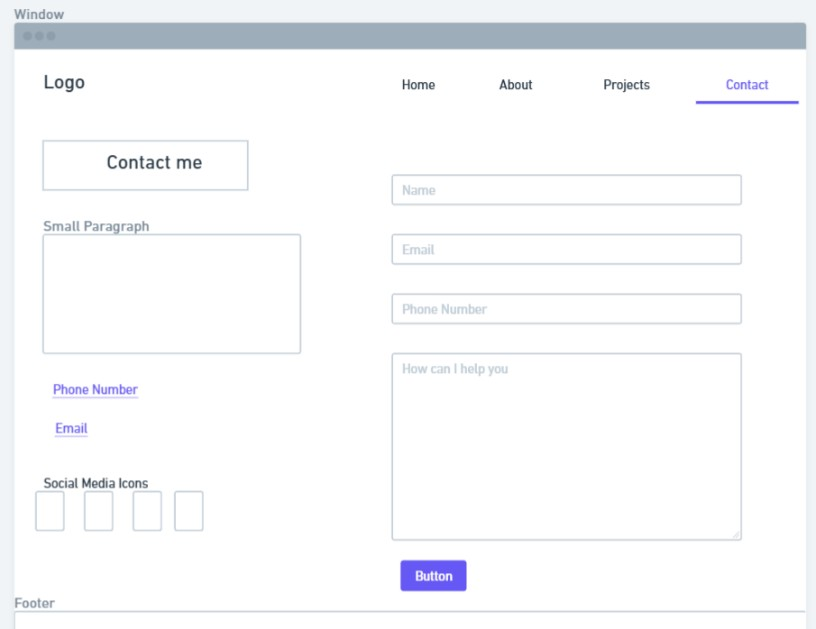 Window
Logo
Home About Projects Contact
Contact me
Small Paragraph
Phone Number
Email
Social Media Icons
Name
Email
Phone Number
How can I help you
Button
Footer